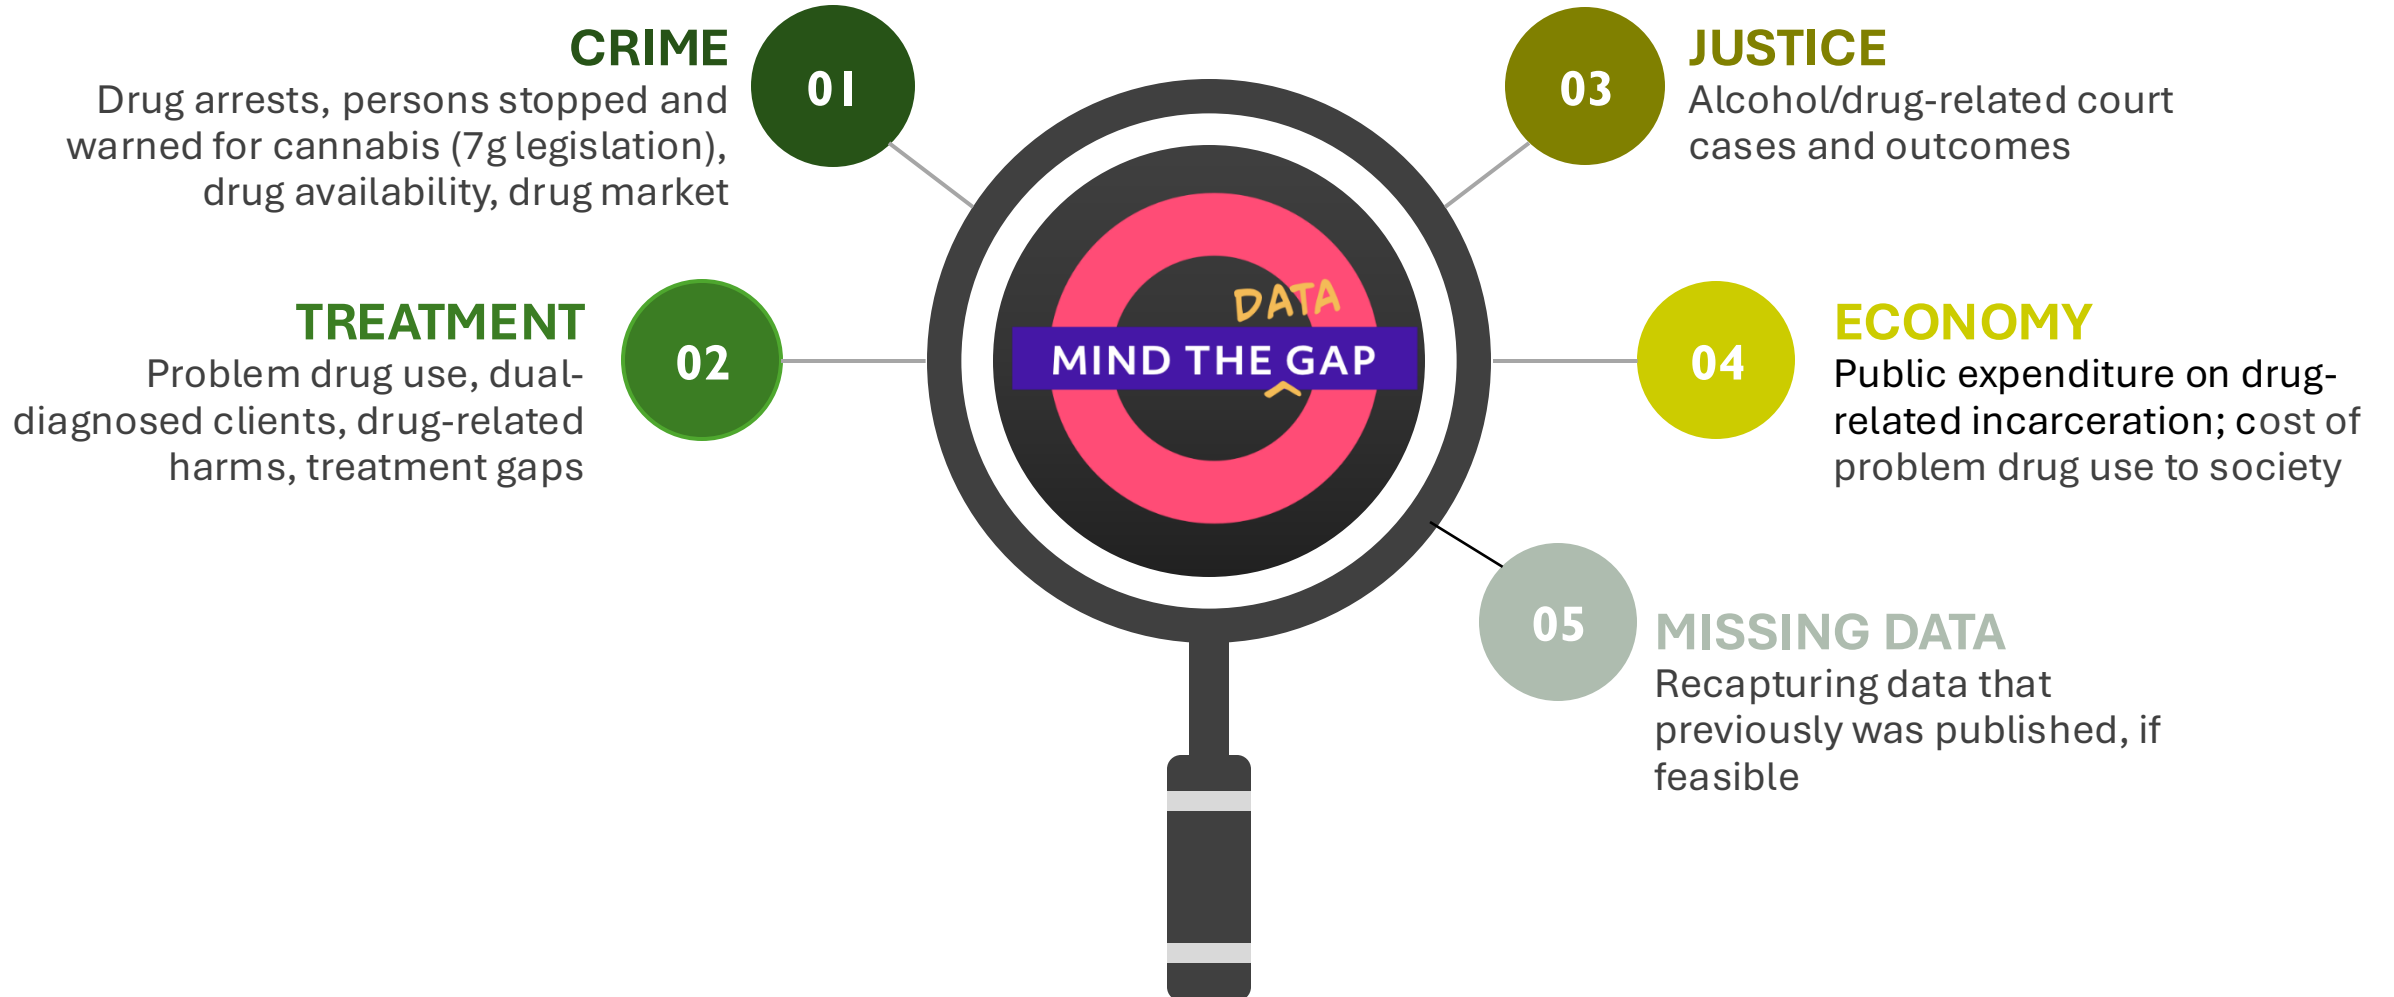 CRIME
Drug arrests, persons stopped and
warned for cannabis (7g legislation),
drug availability, drug market
01
TREATMENT
Problem drug use, dual-
diagnosed clients, drug-related
harms, treatment gaps
02
DATA
MIND THE GAP
03
JUSTICE
Alcohol/drug-related court
cases and outcomes
04
ECONOMY
Public expenditure on drug-
related incarceration; cost of
problem drug use to society
05
MISSING DATA
Recapturing data that
previously was published, if
feasible